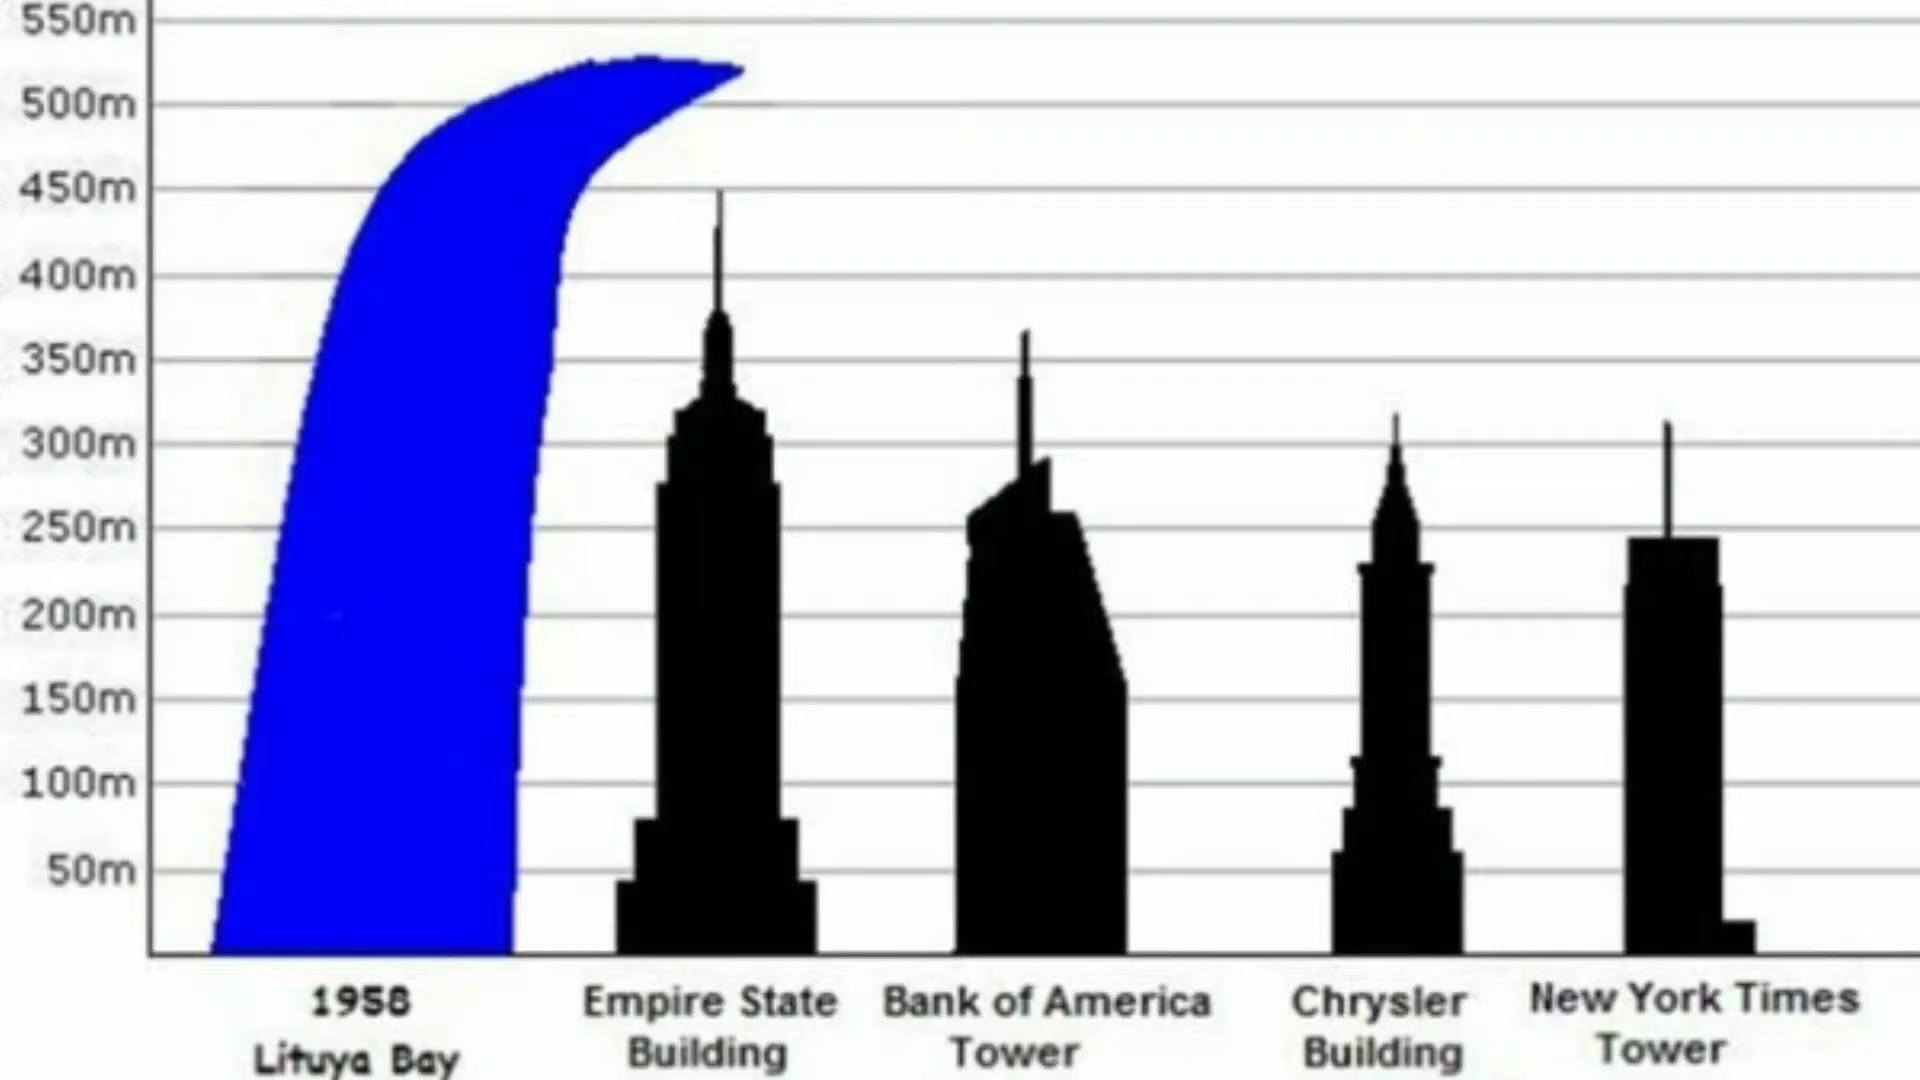 550m
500m
450m
400m
350m
300m
250m
200m
150m
100m
50m
1958
Lituya Bay
Empire State
Building
Bank of America
Tower
Chrysler
Building
New York Times
Tower